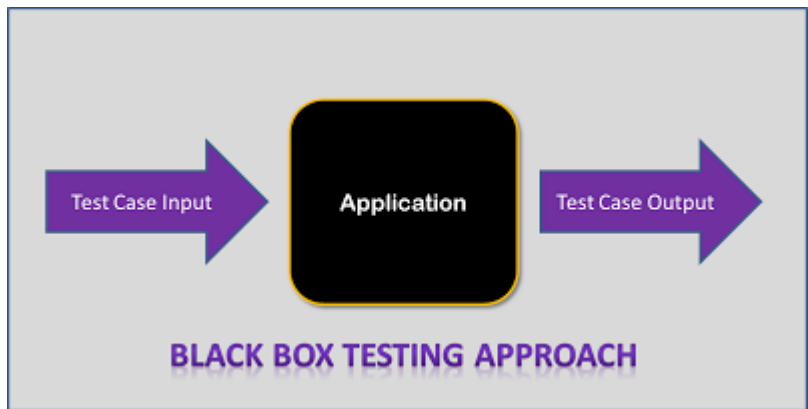 Test Case Input
Application
Test Case Output
BLACK BOX TESTING APPROACH